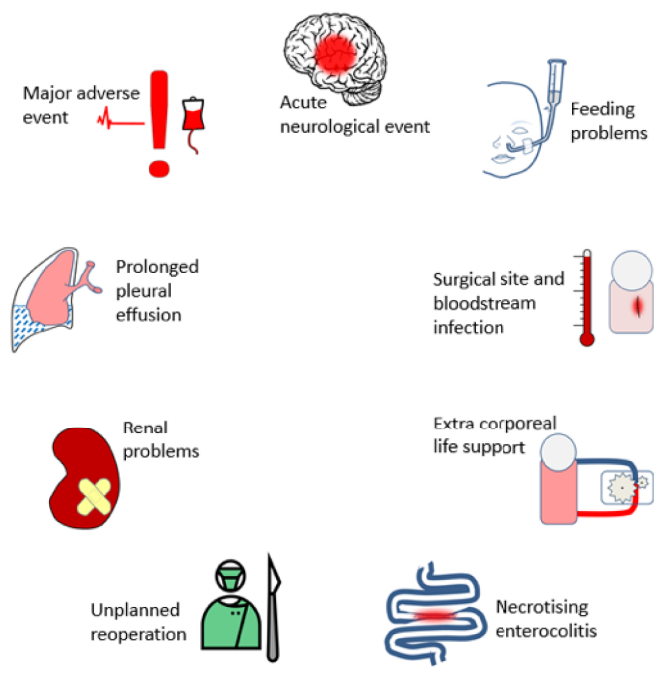 Major adverse
event
Acute
neurological event
Feeding
problems
Prolonged
pleural
effusion
Surgical site and
bloodstream
infection
Renal
problems
Extra corporeal
life support
Unplanned
reoperation
Necrotising
enterocolitis